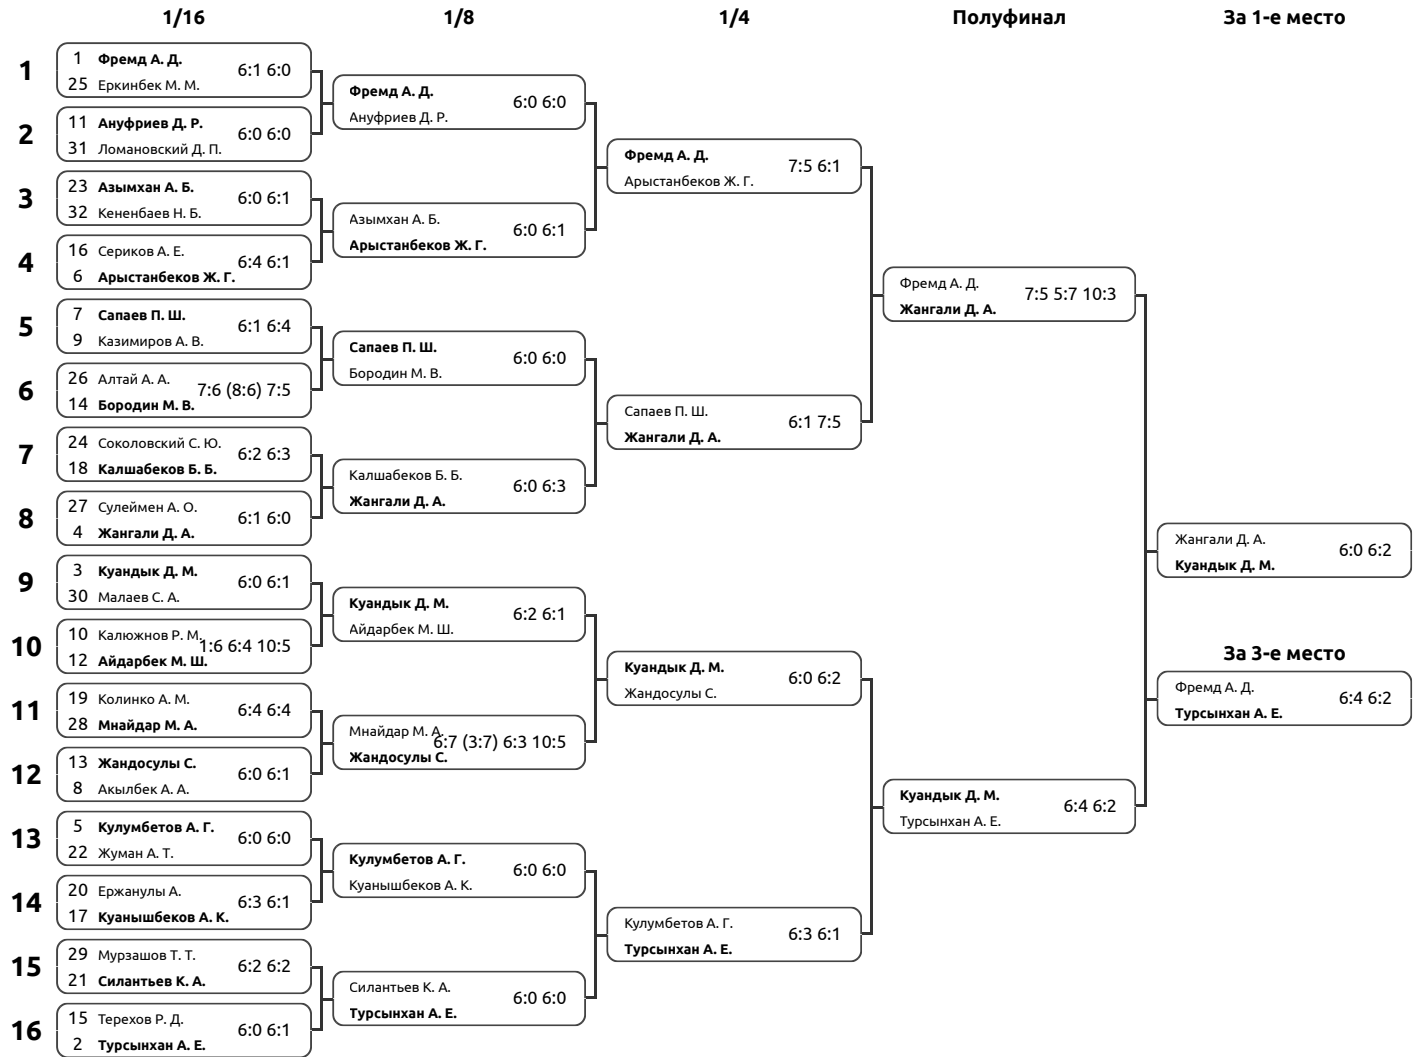 1/16
1/8
1/4
Полуфинал
За 1-е место
1
1 Фремд А. Д.
25 Еркинбек М. М.
6:1 6:0
2
11 Ануфриев Д. Р.
31 Ломановский Д. П.
6:0 6:0
3
23 Азымхан А. Б.
32 Кененбаев Н. Б.
6:0 6:1
4
16 Сериков А. Е.
6 Арыстанбеков Ж. Г.
6:4 6:1
5
7 Сапаев П. Ш.
9 Казимиров А. В.
6:1 6:4
6
26 Алтай А. А.
14 Бородин М. В.
7:6 (8:6) 7:5
7
24 Соколовский С. Ю.
18 Калшабеков Б. Б.
6:2 6:3
8
27 Сулеймен А. О.
4 Жангали Д. А.
6:1 6:0
9
3 Куандык Д. М.
30 Малаев С. А.
6:0 6:1
10
10 Калюжнов Р. М.
12 Айдарбек М. Ш.
1:6 6:4 10:5
11
19 Колинко А. М.
28 Мнайдар М. А.
6:4 6:4
12
13 Жандосулы С.
8 Акылбек А. А.
6:0 6:1
13
5 Кулумбетов А. Г.
22 Жуман А. Т.
6:0 6:0
14
20 Ержанулы А.
17 Куанышбеков А. К.
6:3 6:1
15
29 Мурзашов Т. Т.
21 Силантьев К. А.
6:2 6:2
16
15 Терехов Р. Д.
2 Турсынхан А. Е.
6:0 6:1
Фремд А. Д.
Ануфриев Д. Р.
6:0 6:0
Азымхан А. Б.
Арыстанбеков Ж. Г.
6:0 6:1
Сапаев П. Ш.
Бородин М. В.
6:0 6:0
Калшабеков Б. Б.
Жангали Д. А.
6:0 6:3
Куандык Д. М.
Айдарбек М. Ш.
6:2 6:1
Мнайдар М. А.
Жандосулы С.
6:7 (3:7) 6:3 10:5
Кулумбетов А. Г.
Куанышбеков А. К.
6:0 6:0
Силантьев К. А.
Турсынхан А. Е.
6:0 6:0
Фремд А. Д.
Арыстанбеков Ж. Г.
7:5 6:1
Сапаев П. Ш.
Жангали Д. А.
6:1 7:5
Куандык Д. М.
Жандосулы С.
6:0 6:2
Кулумбетов А. Г.
Турсынхан А. Е.
6:3 6:1
Фремд А. Д.
Жангали Д. А.
7:5 5:7 10:3
Куандык Д. М.
Турсынхан А. Е.
6:4 6:2
Жангали Д. А.
Куандык Д. М.
6:0 6:2
За 3-е место
Фремд А. Д.
Турсынхан А. Е.
6:4 6:2